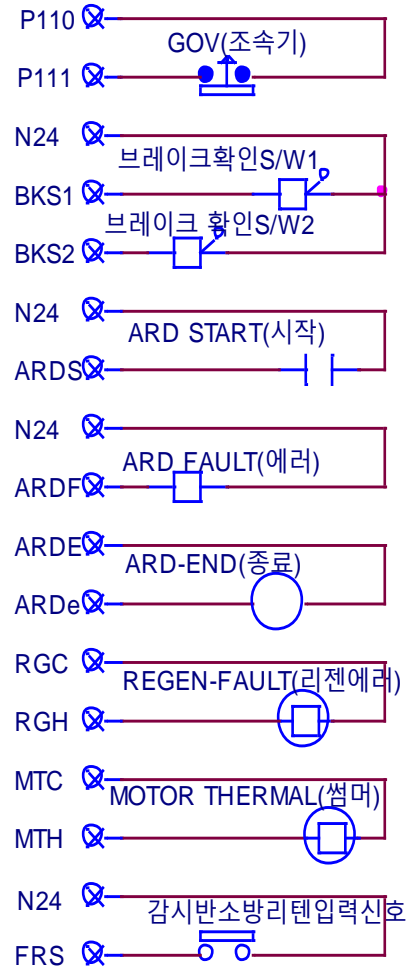 P110
GOV(조속기)
P111
N24
브레이크확인S/W1
BKS1
브레이크 확인S/W2
BKS2
N24
ARD START(시작)
ARDS
N24
ARD FAULT(에러)
ARDF
ARDE
ARD-END(종료)
ARDe
RGC
REGEN-FAULT(리젠에러)
RGH
MTC
MOTOR THERMAL(썸머)
MTH
N24
감시반소방리텐입력신호
FRS